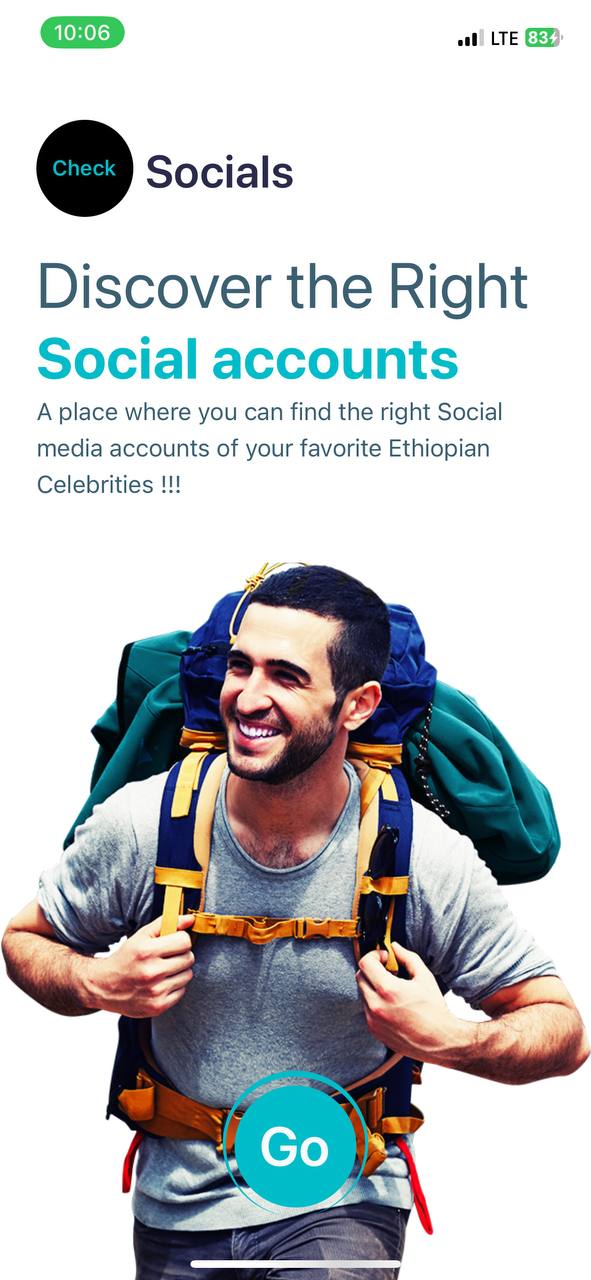 10:06
LTE 83
Check Socials
Discover the Right
Social accounts
A place where you can find the right Social
media accounts of your favorite Ethiopian
Celebrities !!!
Go